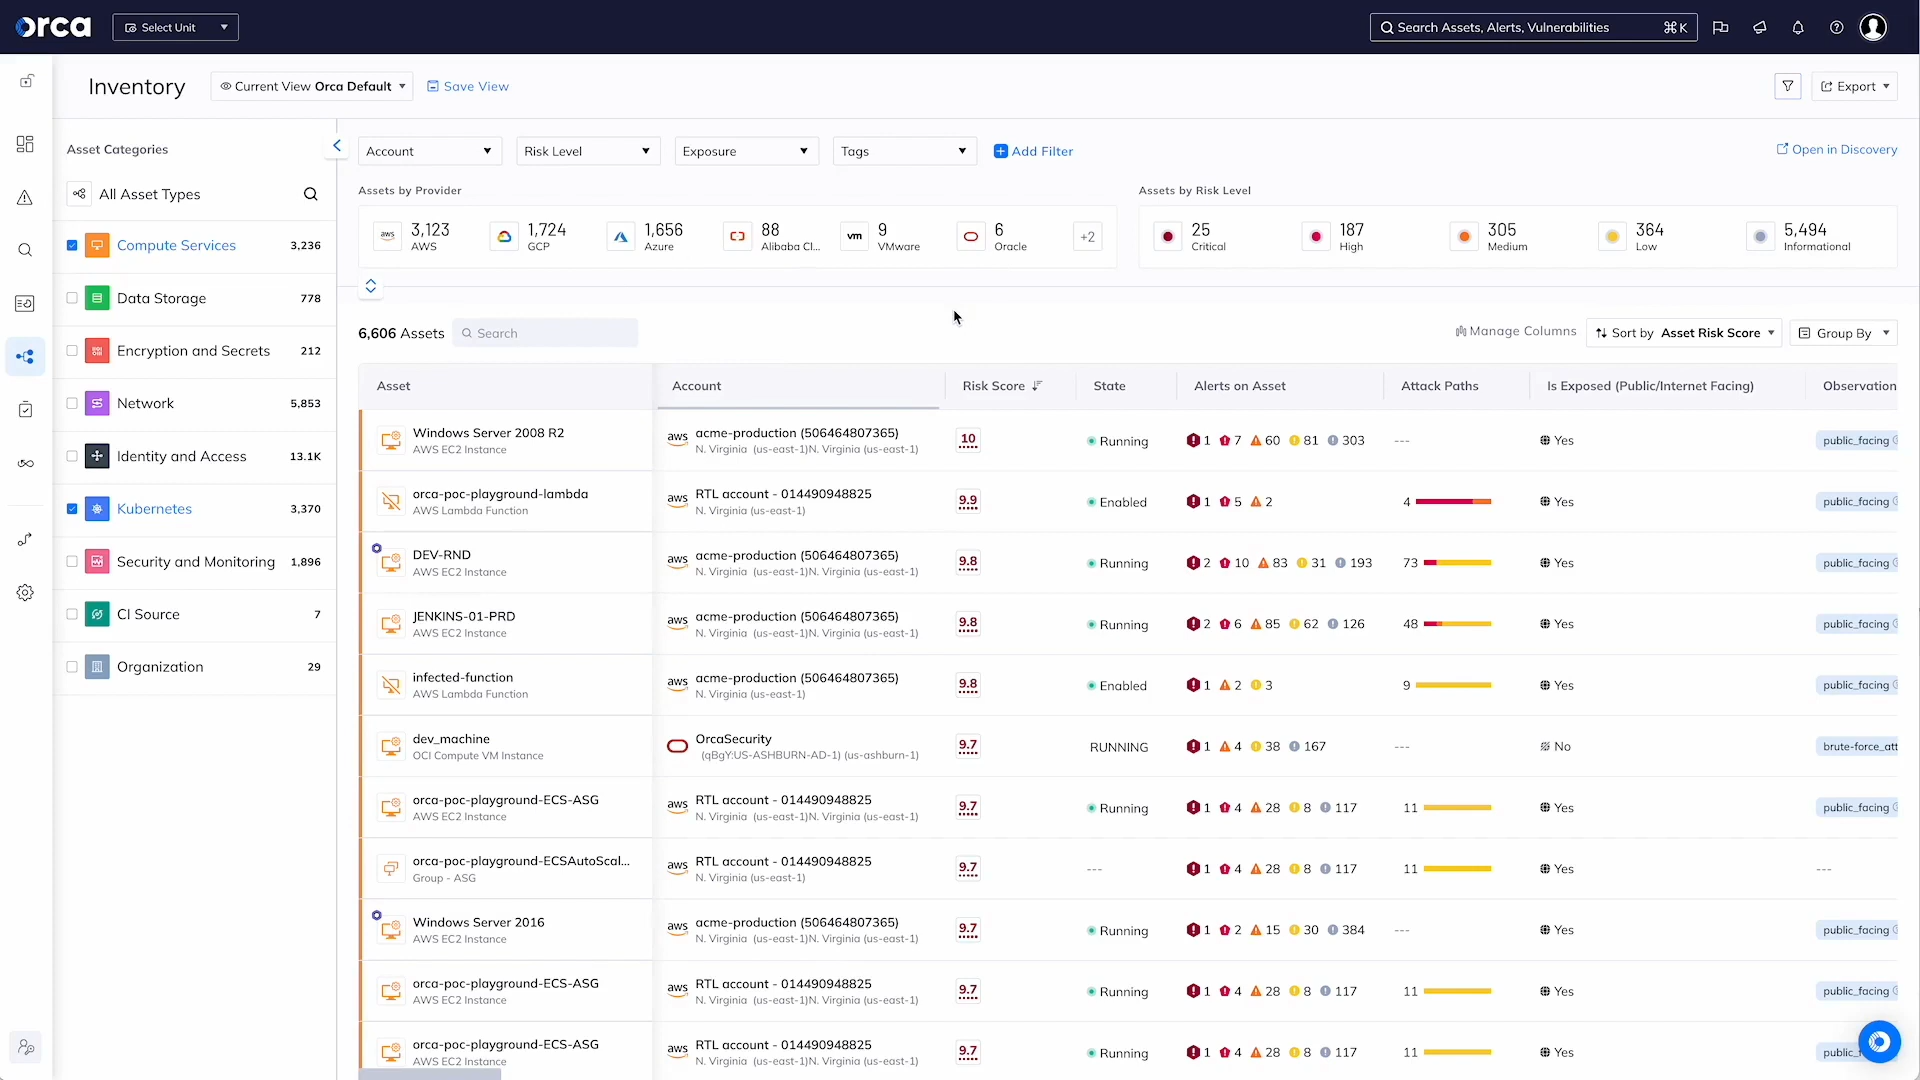 orca
Select Unit
Search Assets, Alerts, Vulnerabilities ⌘K
Inventory
Current View Orca Default
Save View
Export
Asset Categories
All Asset Types
Compute Services 3,236
Data Storage 778
Encryption and Secrets 212
Network 5,853
Identity and Access 13.1K
Kubernetes 3,370
Security and Monitoring 1,896
CI Source 7
Organization 29
Account
Risk Level
Exposure
Tags
Add Filter
Open in Discovery
Assets by Provider
aws 3,123 AWS
1,724 GCP
1,656 Azure
88 Alibaba Cl...
vm 9 VMware
6 Oracle
+2
Assets by Risk Level
25 Critical
187 High
305 Medium
364 Low
5,494 Informational
6,606 Assets
Search
Manage Columns
Sort by Asset Risk Score
Group By
Asset Account Risk Score State Alerts on Asset Attack Paths Is Exposed (Public/Internet Facing) Observation
Windows Server 2008 R2 aws acme-production (506464807365) 10 Running 1 7 60 81 303 --- Yes public_facing
AWS EC2 Instance N. Virginia (us-east-1)N. Virginia (us-east-1)
orca-poc-playground-lambda aws RTL account - 014490948825 9.9 Enabled 1 5 2 4 Yes public_facing
AWS Lambda Function N. Virginia (us-east-1)
DEV-RND aws acme-production (506464807365) 9.8 Running 2 10 83 31 193 73 Yes public_facing
AWS EC2 Instance N. Virginia (us-east-1)N. Virginia (us-east-1)
JENKINS-01-PRD aws acme-production (506464807365) 9.8 Running 2 6 85 62 126 48 Yes public_facing
AWS EC2 Instance N. Virginia (us-east-1)N. Virginia (us-east-1)
infected-function aws acme-production (506464807365) 9.8 Enabled 1 2 3 9 Yes public_facing
AWS Lambda Function N. Virginia (us-east-1)
dev_machine OrcaSecurity 9.7 RUNNING 1 4 38 167 --- No brute-force_att
OCI Compute VM Instance (qBgY:US-ASHBURN-AD-1) (us-ashburn-1)
orca-poc-playground-ECS-ASG aws RTL account - 014490948825 9.7 Running 1 4 28 8 117 11 Yes public_facing
AWS EC2 Instance N. Virginia (us-east-1)N. Virginia (us-east-1)
orca-poc-playground-ECSAutoScal... aws RTL account - 014490948825 9.7 --- 1 4 28 8 117 11 Yes ---
Group - ASG N. Virginia (us-east-1)
Windows Server 2016 aws acme-production (506464807365) 9.7 Running 1 2 15 30 384 --- Yes public_facing
AWS EC2 Instance N. Virginia (us-east-1)N. Virginia (us-east-1)
orca-poc-playground-ECS-ASG aws RTL account - 014490948825 9.7 Running 1 4 28 8 117 11 Yes public_facing
AWS EC2 Instance N. Virginia (us-east-1)N. Virginia (us-east-1)
orca-poc-playground-ECS-ASG aws RTL account - 014490948825 9.7 Running 1 4 28 8 117 11 Yes public_f
AWS EC2 Instance N. Virginia (us-east-1)N. Virginia (us-east-1)